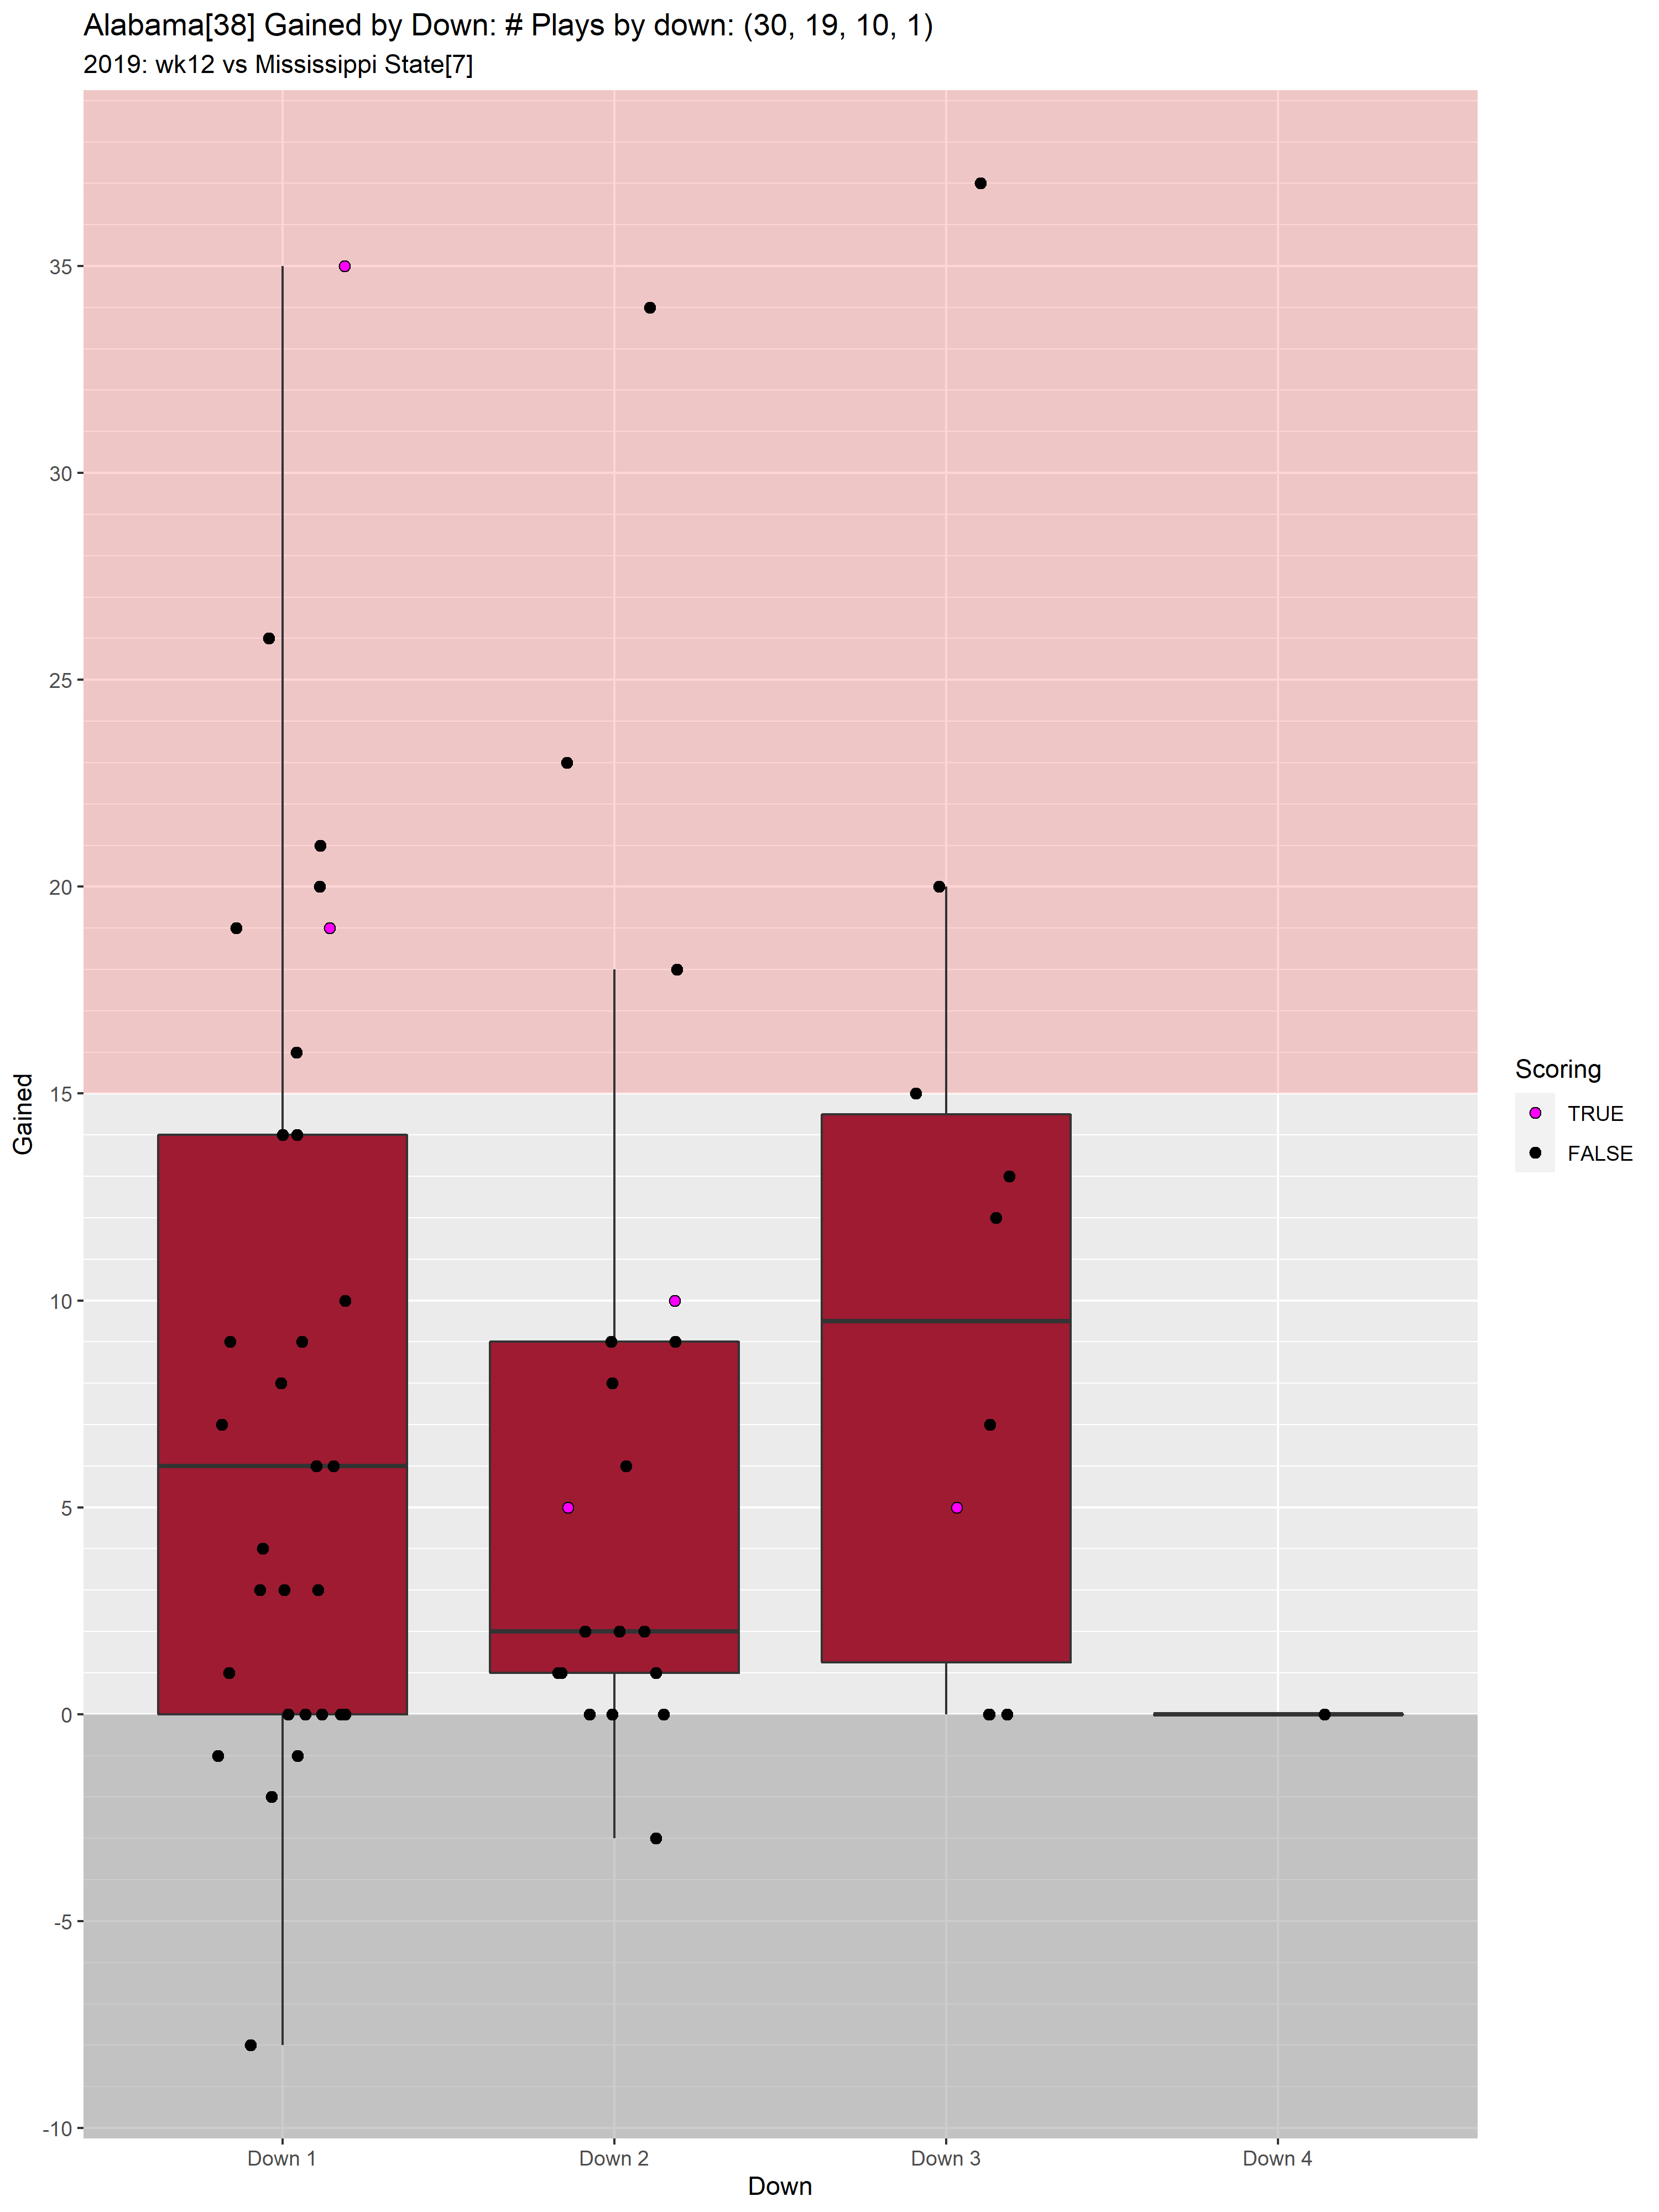 Alabama[38] Gained by Down: # Plays by down: (30, 19, 10, 1)
2019: wk12 vs Mississippi State[7]
35
30
25
20
15
10
5
0
-5
-10
Gained
Down 1
Down 2
Down 3
Down 4
Down
Scoring
TRUE
FALSE